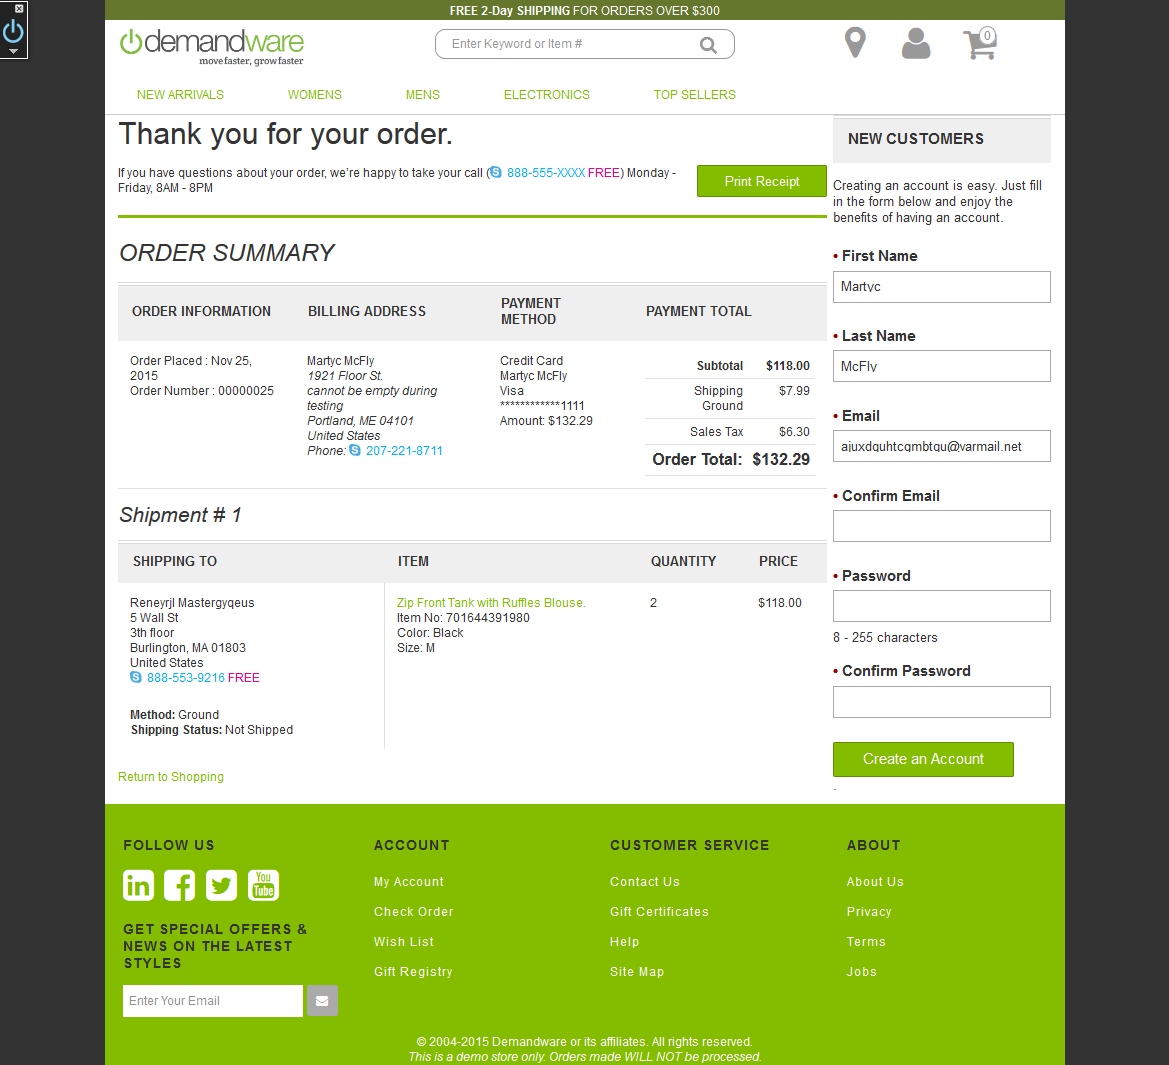 FREE 2-Day SHIPPING FOR ORDERS OVER $300
demandware
move faster, grow faster
Enter Keyword or Item #
0
NEW ARRIVALS
WOMENS
MENS
ELECTRONICS
TOP SELLERS
Thank you for your order.
If you have questions about your order, we're happy to take your call (888-555-XXXX FREE) Monday -
Friday, 8AM - 8PM
Print Receipt
ORDER SUMMARY
ORDER INFORMATION
Order Placed : Nov 25,
2015
Order Number : 00000025
BILLING ADDRESS
Martyc McFly
1921 Floor St.
cannot be empty during
testing
Portland, ME 04101
United States
Phone: 207-221-8711
PAYMENT
METHOD
Credit Card
Martyc McFly
Visa
************1111
Amount: $132.29
PAYMENT TOTAL
Subtotal $118.00
Shipping $7.99
Ground
Sales Tax $6.30
Order Total: $132.29
Shipment # 1
SHIPPING TO
Reneyrjl Mastergyqeus
5 Wall St
3th floor
Burlington, MA 01803
United States
888-553-9216 FREE
Method: Ground
Shipping Status: Not Shipped
ITEM
Zip Front Tank with Ruffles Blouse.
Item No: 701644391980
Color: Black
Size: M
QUANTITY
2
PRICE
$118.00
Return to Shopping
NEW CUSTOMERS
Creating an account is easy. Just fill
in the form below and enjoy the
benefits of having an account.
• First Name
Martyc
• Last Name
McFly
• Email
ajuxdquhtcqmbtqu@varmail.net
• Confirm Email
• Password
8 - 255 characters
• Confirm Password
Create an Account
FOLLOW US
in
You
Tube
GET SPECIAL OFFERS &
NEWS ON THE LATEST
STYLES
Enter Your Email
ACCOUNT
My Account
Check Order
Wish List
Gift Registry
CUSTOMER SERVICE
Contact Us
Gift Certificates
Help
Site Map
ABOUT
About Us
Privacy
Terms
Jobs
© 2004-2015 Demandware or its affiliates. All rights reserved.
This is a demo store only. Orders made WILL NOT be processed.